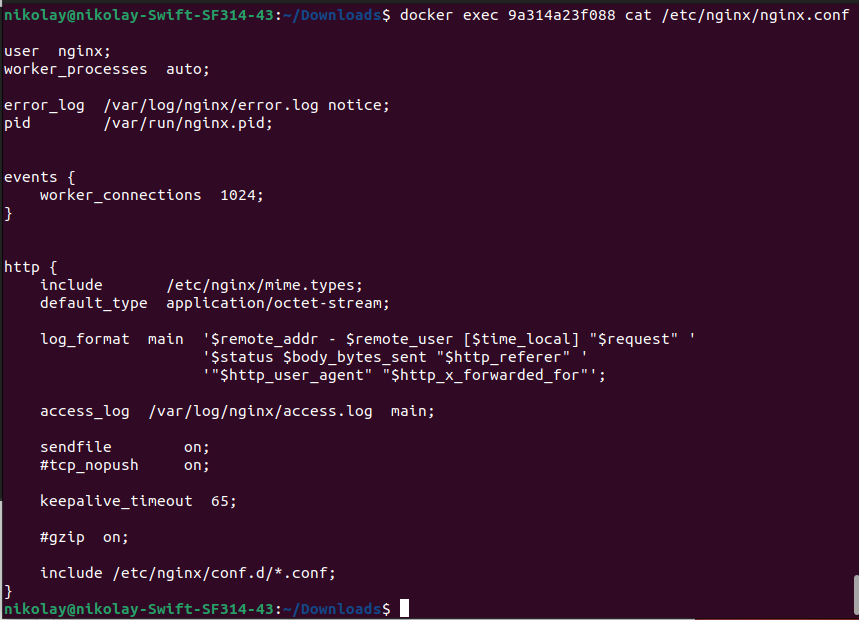 nikolay@nikolay-Swift-SF314-43:~/Downloads$ docker exec 9a314a23f088 cat /etc/nginx/nginx.conf

user  nginx;
worker_processes  auto;

error_log  /var/log/nginx/error.log notice;
pid        /var/run/nginx.pid;


events {
    worker_connections  1024;
}


http {
    include       /etc/nginx/mime.types;
    default_type  application/octet-stream;

    log_format  main  '$remote_addr - $remote_user [$time_local] "$request" '
                      '$status $body_bytes_sent "$http_referer" '
                      '"$http_user_agent" "$http_x_forwarded_for"';

    access_log  /var/log/nginx/access.log  main;

    sendfile        on;
    #tcp_nopush     on;

    keepalive_timeout  65;

    #gzip  on;

    include /etc/nginx/conf.d/*.conf;
}
nikolay@nikolay-Swift-SF314-43:~/Downloads$